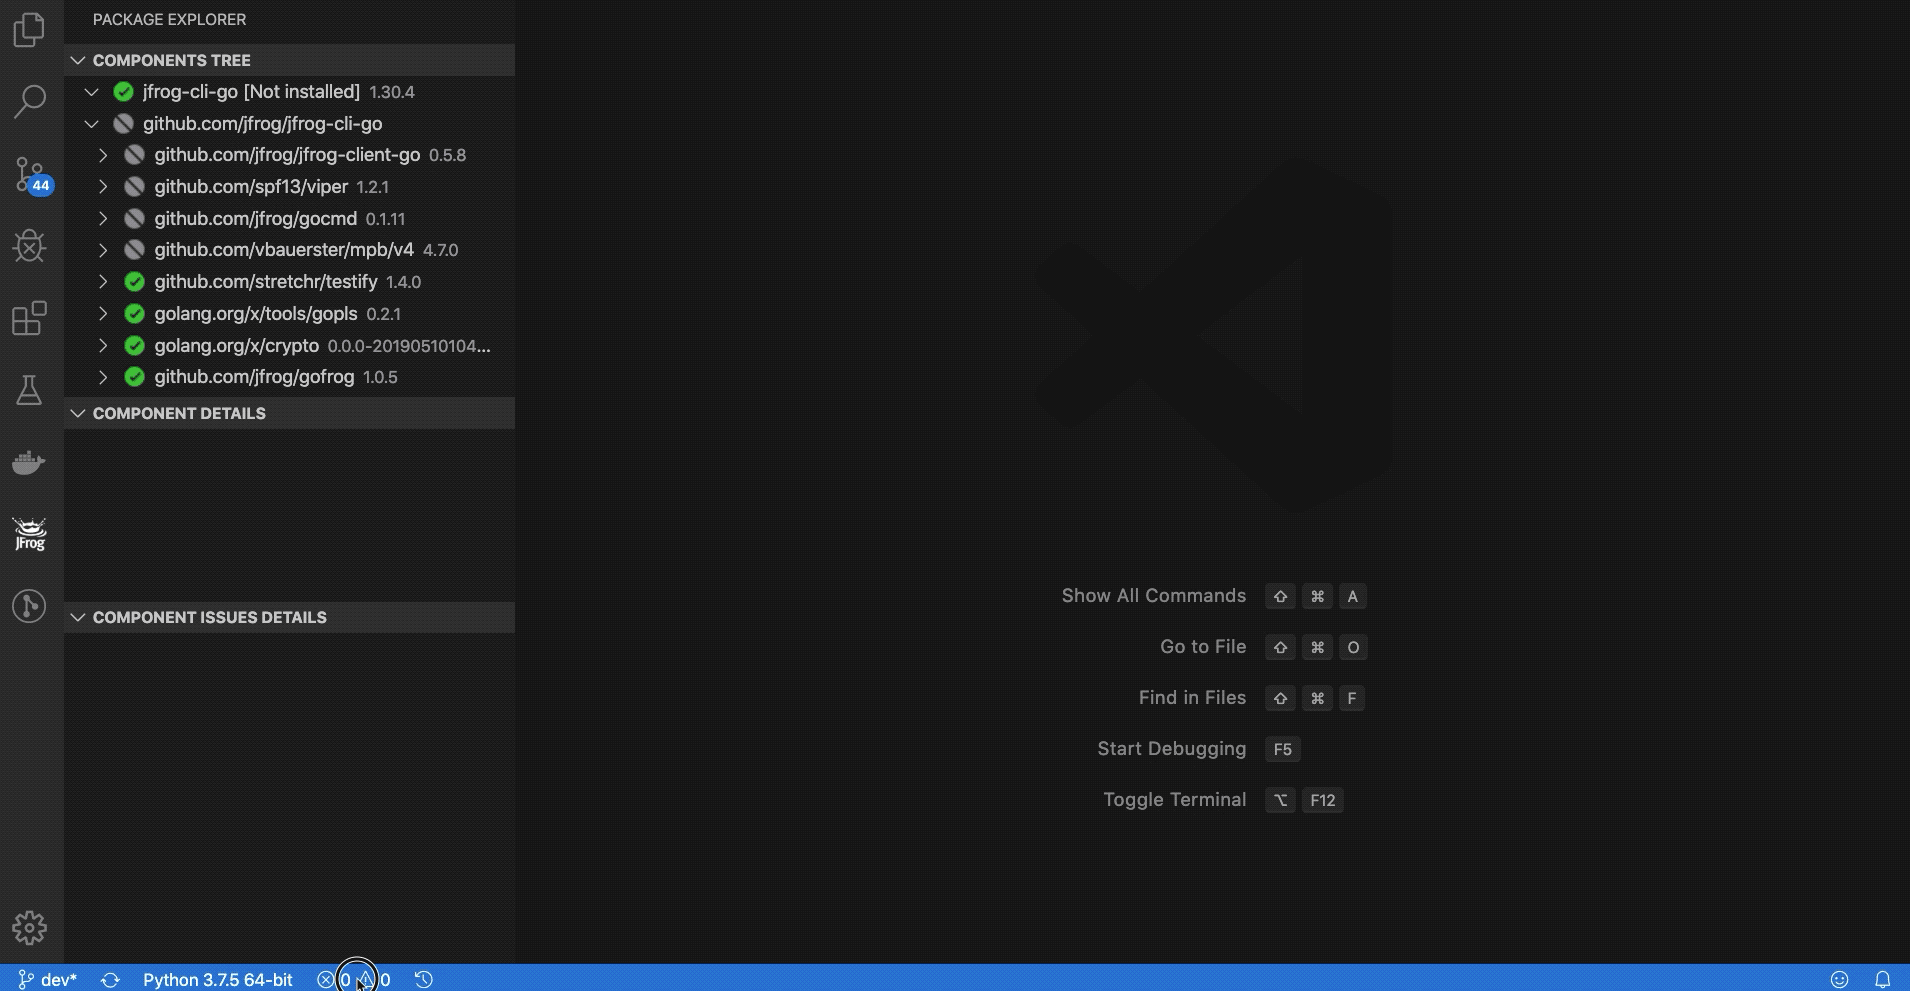 PACKAGE EXPLORER
COMPONENTS TREE
jfrog-cli-go [Not installed] 1.30.4
github.com/jfrog/jfrog-cli-go
github.com/jfrog/jfrog-client-go 0.5.8
github.com/spf13/viper 1.2.1
44
github.com/jfrog/gocmd 0.1.11
github.com/vbauerster/mpb/v4 4.7.0
github.com/stretchr/testify 1.4.0
golang.org/x/tools/gopls 0.2.1
golang.org/x/crypto 0.0.0-20190510104...
github.com/jfrog/gofrog 1.0.5
COMPONENT DETAILS
JFrog
COMPONENT ISSUES DETAILS
Show All Commands ⇧ ⌘ A
Go to File ⇧ ⌘ O
Find in Files ⇧ ⌘ F
Start Debugging F5
Toggle Terminal ⌥ F12
dev* Python 3.7.5 64-bit 0 0